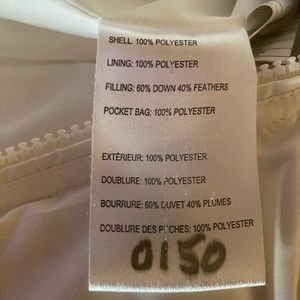 SHELL: 100% POLYESTER
LINING: 100% POLYESTER
FILLING: 60% DOWN 40% FEATHERS
POCKET BAG: 100% POLYESTER
EXTÉRIEUR: 100% POLYESTER
DOUBLURE: 100% POLYESTER
BOURRURE: 60% DUVET 40% PLUMES
DOUBLURE DES POCHES: 100% POLYESTER
0150